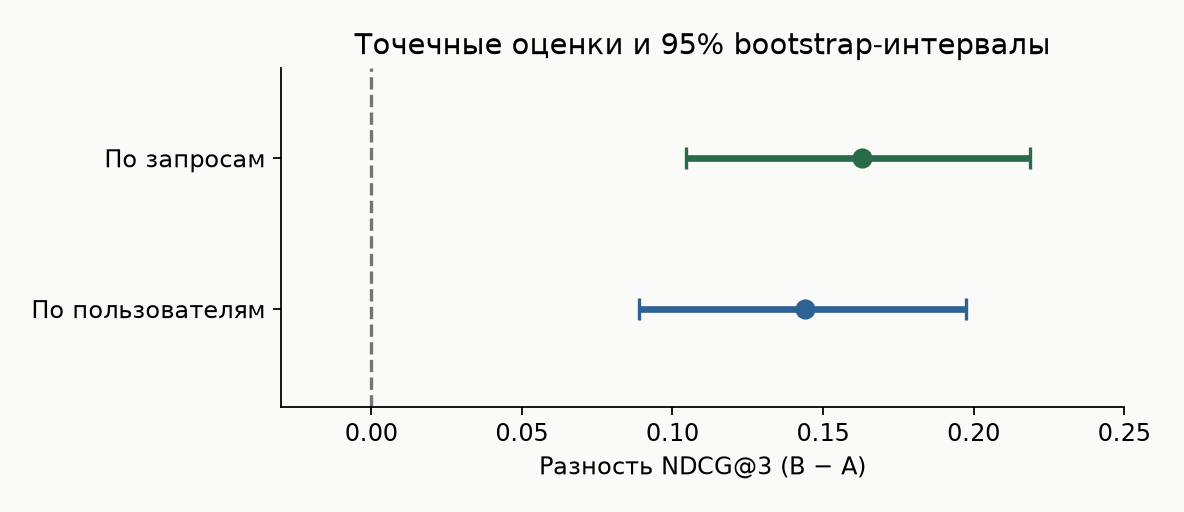 Точечные оценки и 95% bootstrap-интервалы
По запросам
По пользователям
0.00 0.05 0.10 0.15 0.20 0.25
Разность NDCG@3 (B − A)